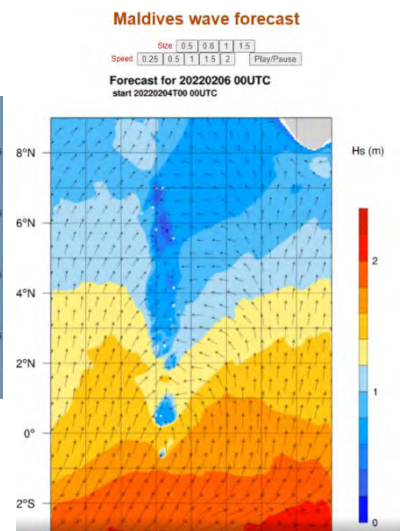 Maldives wave forecast
Size: 0.5 0.8 1 1.5
Speed: 0.25 0.5 1 1.5 2 Play/Pause
Forecast for 20220206 00UTC
start 20220204T00 00UTC
Hs (m)
8°N
6°N
4°N
2°N
0°
2°S
2
1
0